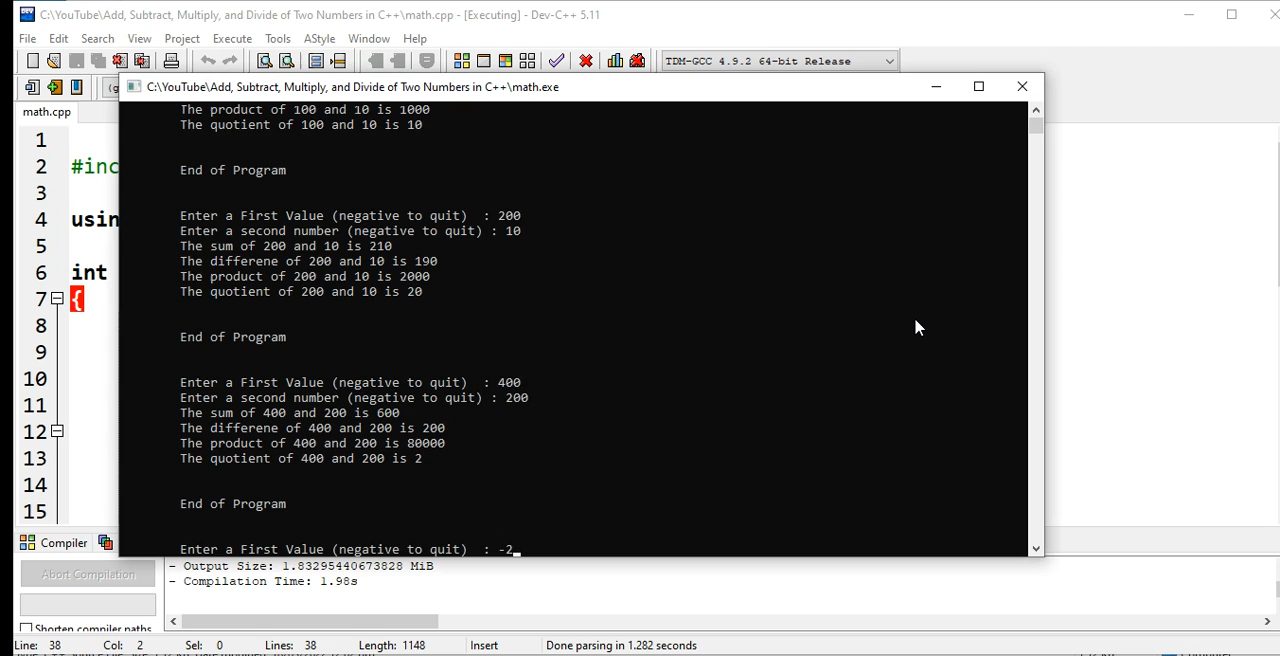 C:\YouTube\Add, Subtract, Multiply, and Divide of Two Numbers in C++\math.cpp - [Executing] - Dev-C++ 5.11
File Edit Search View Project Execute Tools AStyle Window Help
TDM-GCC 4.9.2 64-bit Release
C:\YouTube\Add, Subtract, Multiply, and Divide of Two Numbers in C++\math.exe
math.cpp
The product of 100 and 10 is 1000
The quotient of 100 and 10 is 10
End of Program
Enter a First Value (negative to quit)  : 200
Enter a second number (negative to quit) : 10
The sum of 200 and 10 is 210
The differene of 200 and 10 is 190
The product of 200 and 10 is 2000
The quotient of 200 and 10 is 20
End of Program
Enter a First Value (negative to quit)  : 400
Enter a second number (negative to quit) : 200
The sum of 400 and 200 is 600
The differene of 400 and 200 is 200
The product of 400 and 200 is 80000
The quotient of 400 and 200 is 2
End of Program
Enter a First Value (negative to quit)  : -2
1
2 #inc
3
4 usin
5
6 int
7 {
8
9
10
11
12
13
14
15
Compiler
Abort Compilation
Shorten compiler paths
- Output Size: 1.83295440673828 MiB
- Compilation Time: 1.98s
Line: 38 Col: 2 Sel: 0 Lines: 38 Length: 1148 Insert Done parsing in 1.282 seconds